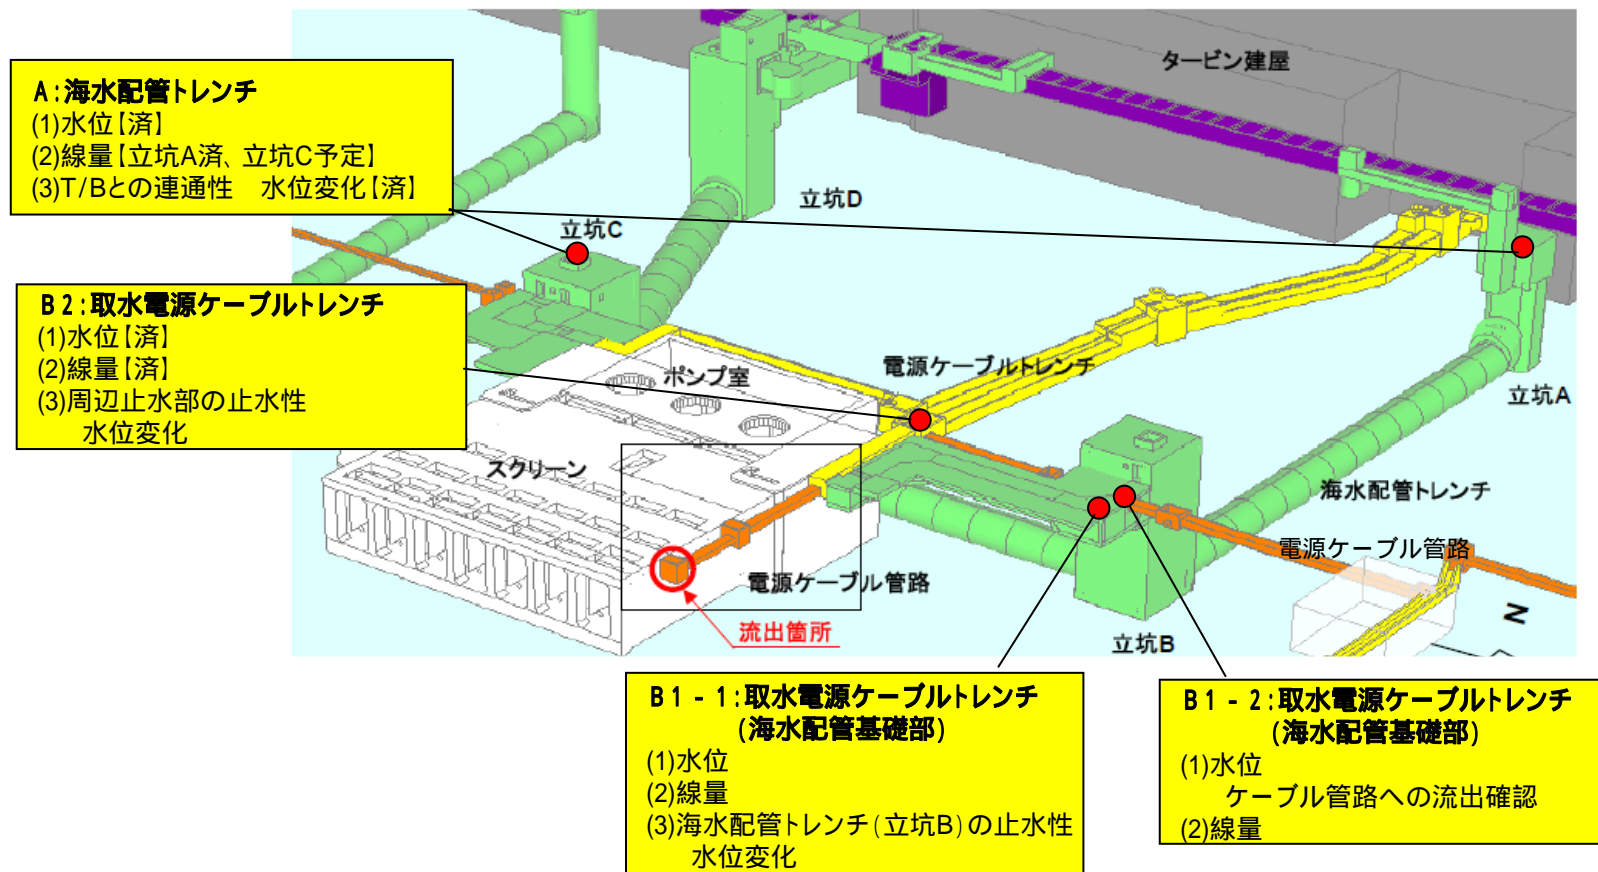 タービン建屋
A:海水配管トレンチ
(1)水位【済】
(2)線量【立坑A済、立坑C予定】
(3)T/Bとの連通性 水位変化【済】
立坑D
立坑C
B2:取水電源ケーブルトレンチ
(1)水位【済】
(2)線量【済】
(3)周辺止水部の止水性
水位変化
ポンプ室
電源ケーブルトレンチ
立坑A
スクリーン
海水配管トレンチ
電源ケーブル管路
電源ケーブル管路
流出箇所
立坑B
N
B1-1:取水電源ケーブルトレンチ
(海水配管基礎部)
(1)水位
(2)線量
(3)海水配管トレンチ(立坑B)の止水性
水位変化
B1-2:取水電源ケーブルトレンチ
(海水配管基礎部)
(1)水位
ケーブル管路への流出確認
(2)線量